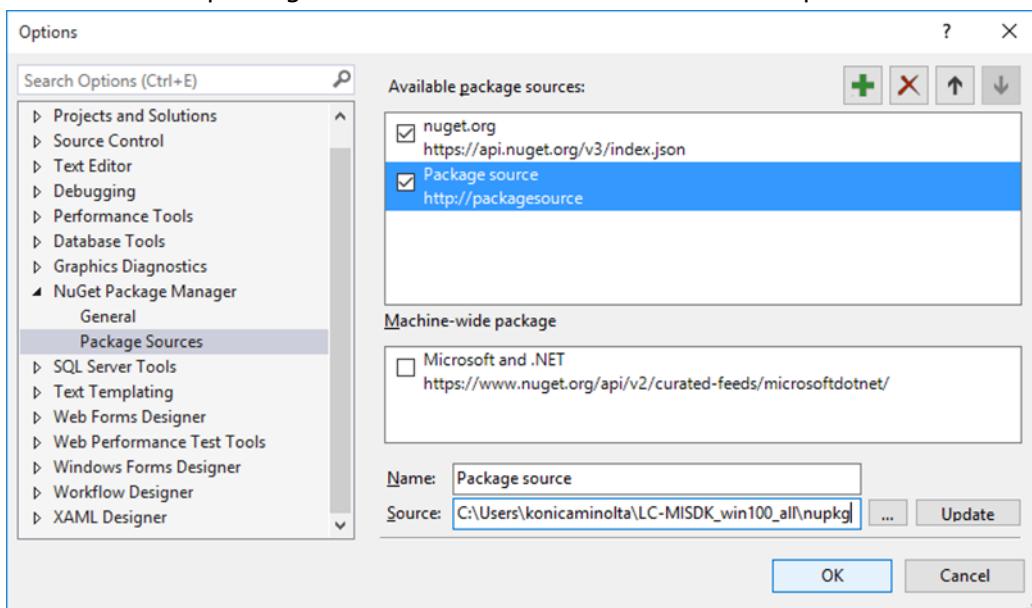 Options
?
Search Options (Ctrl+E)
Projects and Solutions
Source Control
Text Editor
Debugging
Performance Tools
Database Tools
Graphics Diagnostics
NuGet Package Manager
General
Package Sources
SQL Server Tools
Text Templating
Web Forms Designer
Web Performance Test Tools
Windows Forms Designer
Workflow Designer
XAML Designer
Available package sources:
nuget.org
https://api.nuget.org/v3/index.json
Package source
http://packagesource
Machine-wide package
Microsoft and .NET
https://www.nuget.org/api/v2/curated-feeds/microsoftdotnet/
Name: Package source
Source: C:\Users\konicaminolta\LC-MISDK_win100_all\nupkg ... Update
OK Cancel